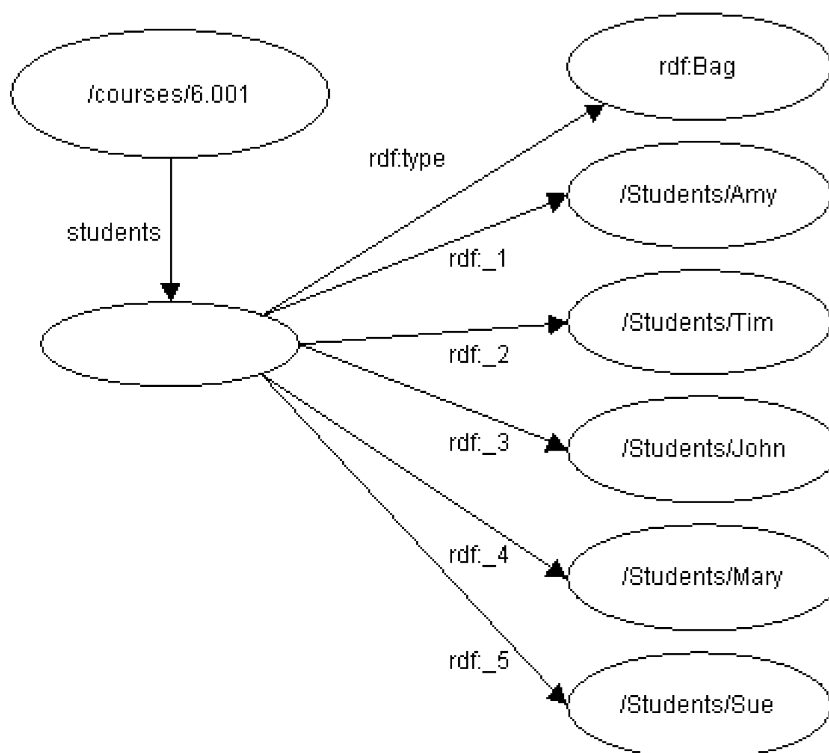 rdf:Bag
/courses/6.001
rdf:type
/Students/Amy
students
rdf:_1
/Students/Tim
rdf:_2
rdf:_3
/Students/John
rdf:_4
/Students/Mary
rdf:_5
/Students/Sue